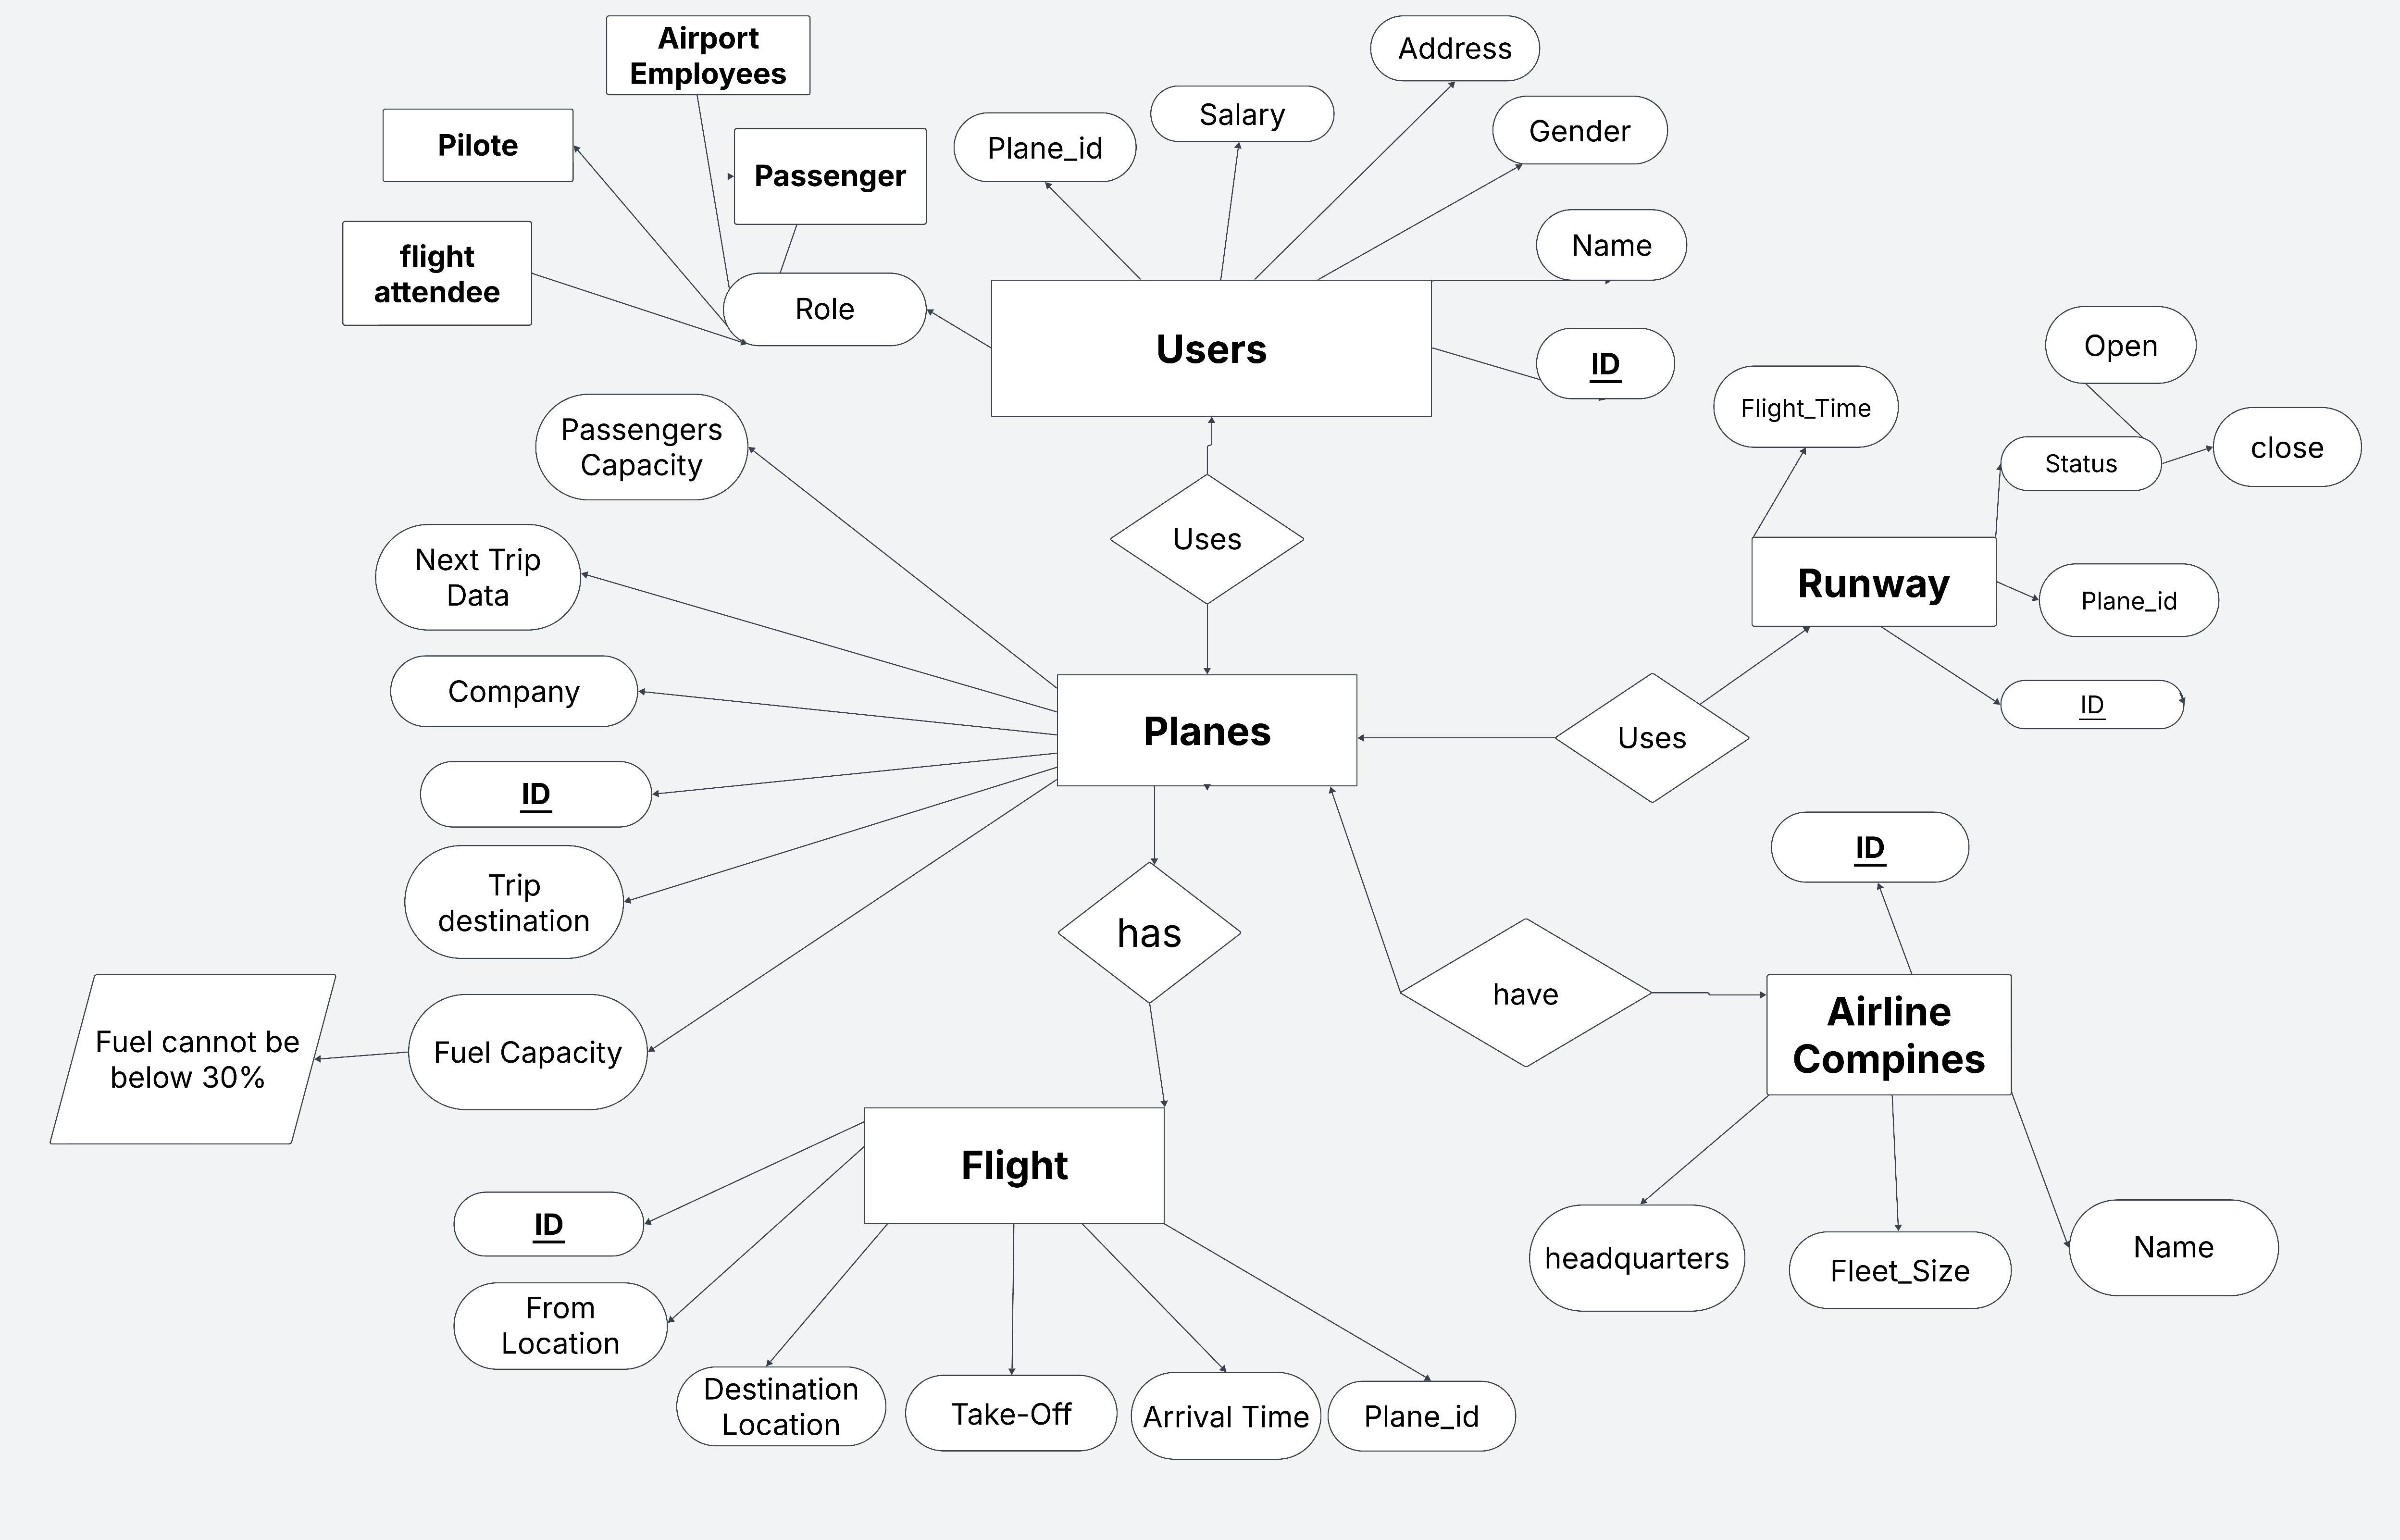 Airport
Employees
Address
Salary
Gender
Pilote
Plane_id
Passenger
Name
flight
attendee
Role
Users
ID
Open
Flight_Time
Passengers
Capacity
Status
close
Uses
Next Trip
Data
Runway
Plane_id
Company
ID
Planes
Uses
ID
ID
Trip
destination
has
have
Airline
Compines
Fuel cannot be
below 30%
Fuel Capacity
Flight
ID
headquarters
Fleet_Size
Name
From
Location
Destination
Location
Take-Off
Arrival Time
Plane_id